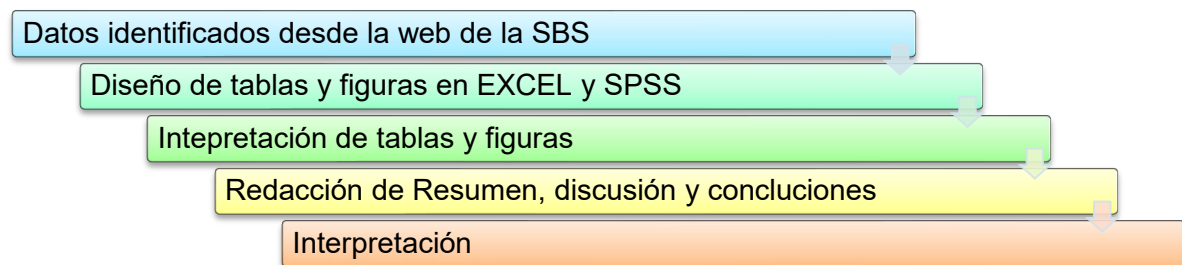 Datos identificados desde la web de la SBS
Diseño de tablas y figuras en EXCEL y SPSS
Intepretación de tablas y figuras
Redacción de Resumen, discusión y concluciones
Interpretación